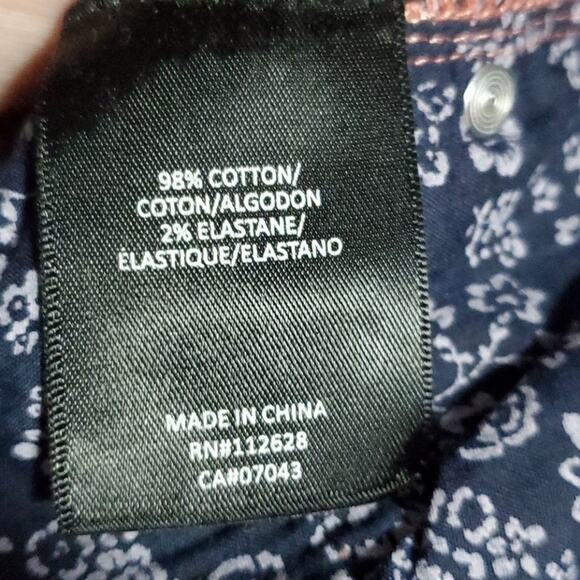 98% COTTON/
COTON/ALGODON
2% ELASTANE/
ÉLASTIQUE/ELASTANO
MADE IN CHINA
RN#112628
CA#07043